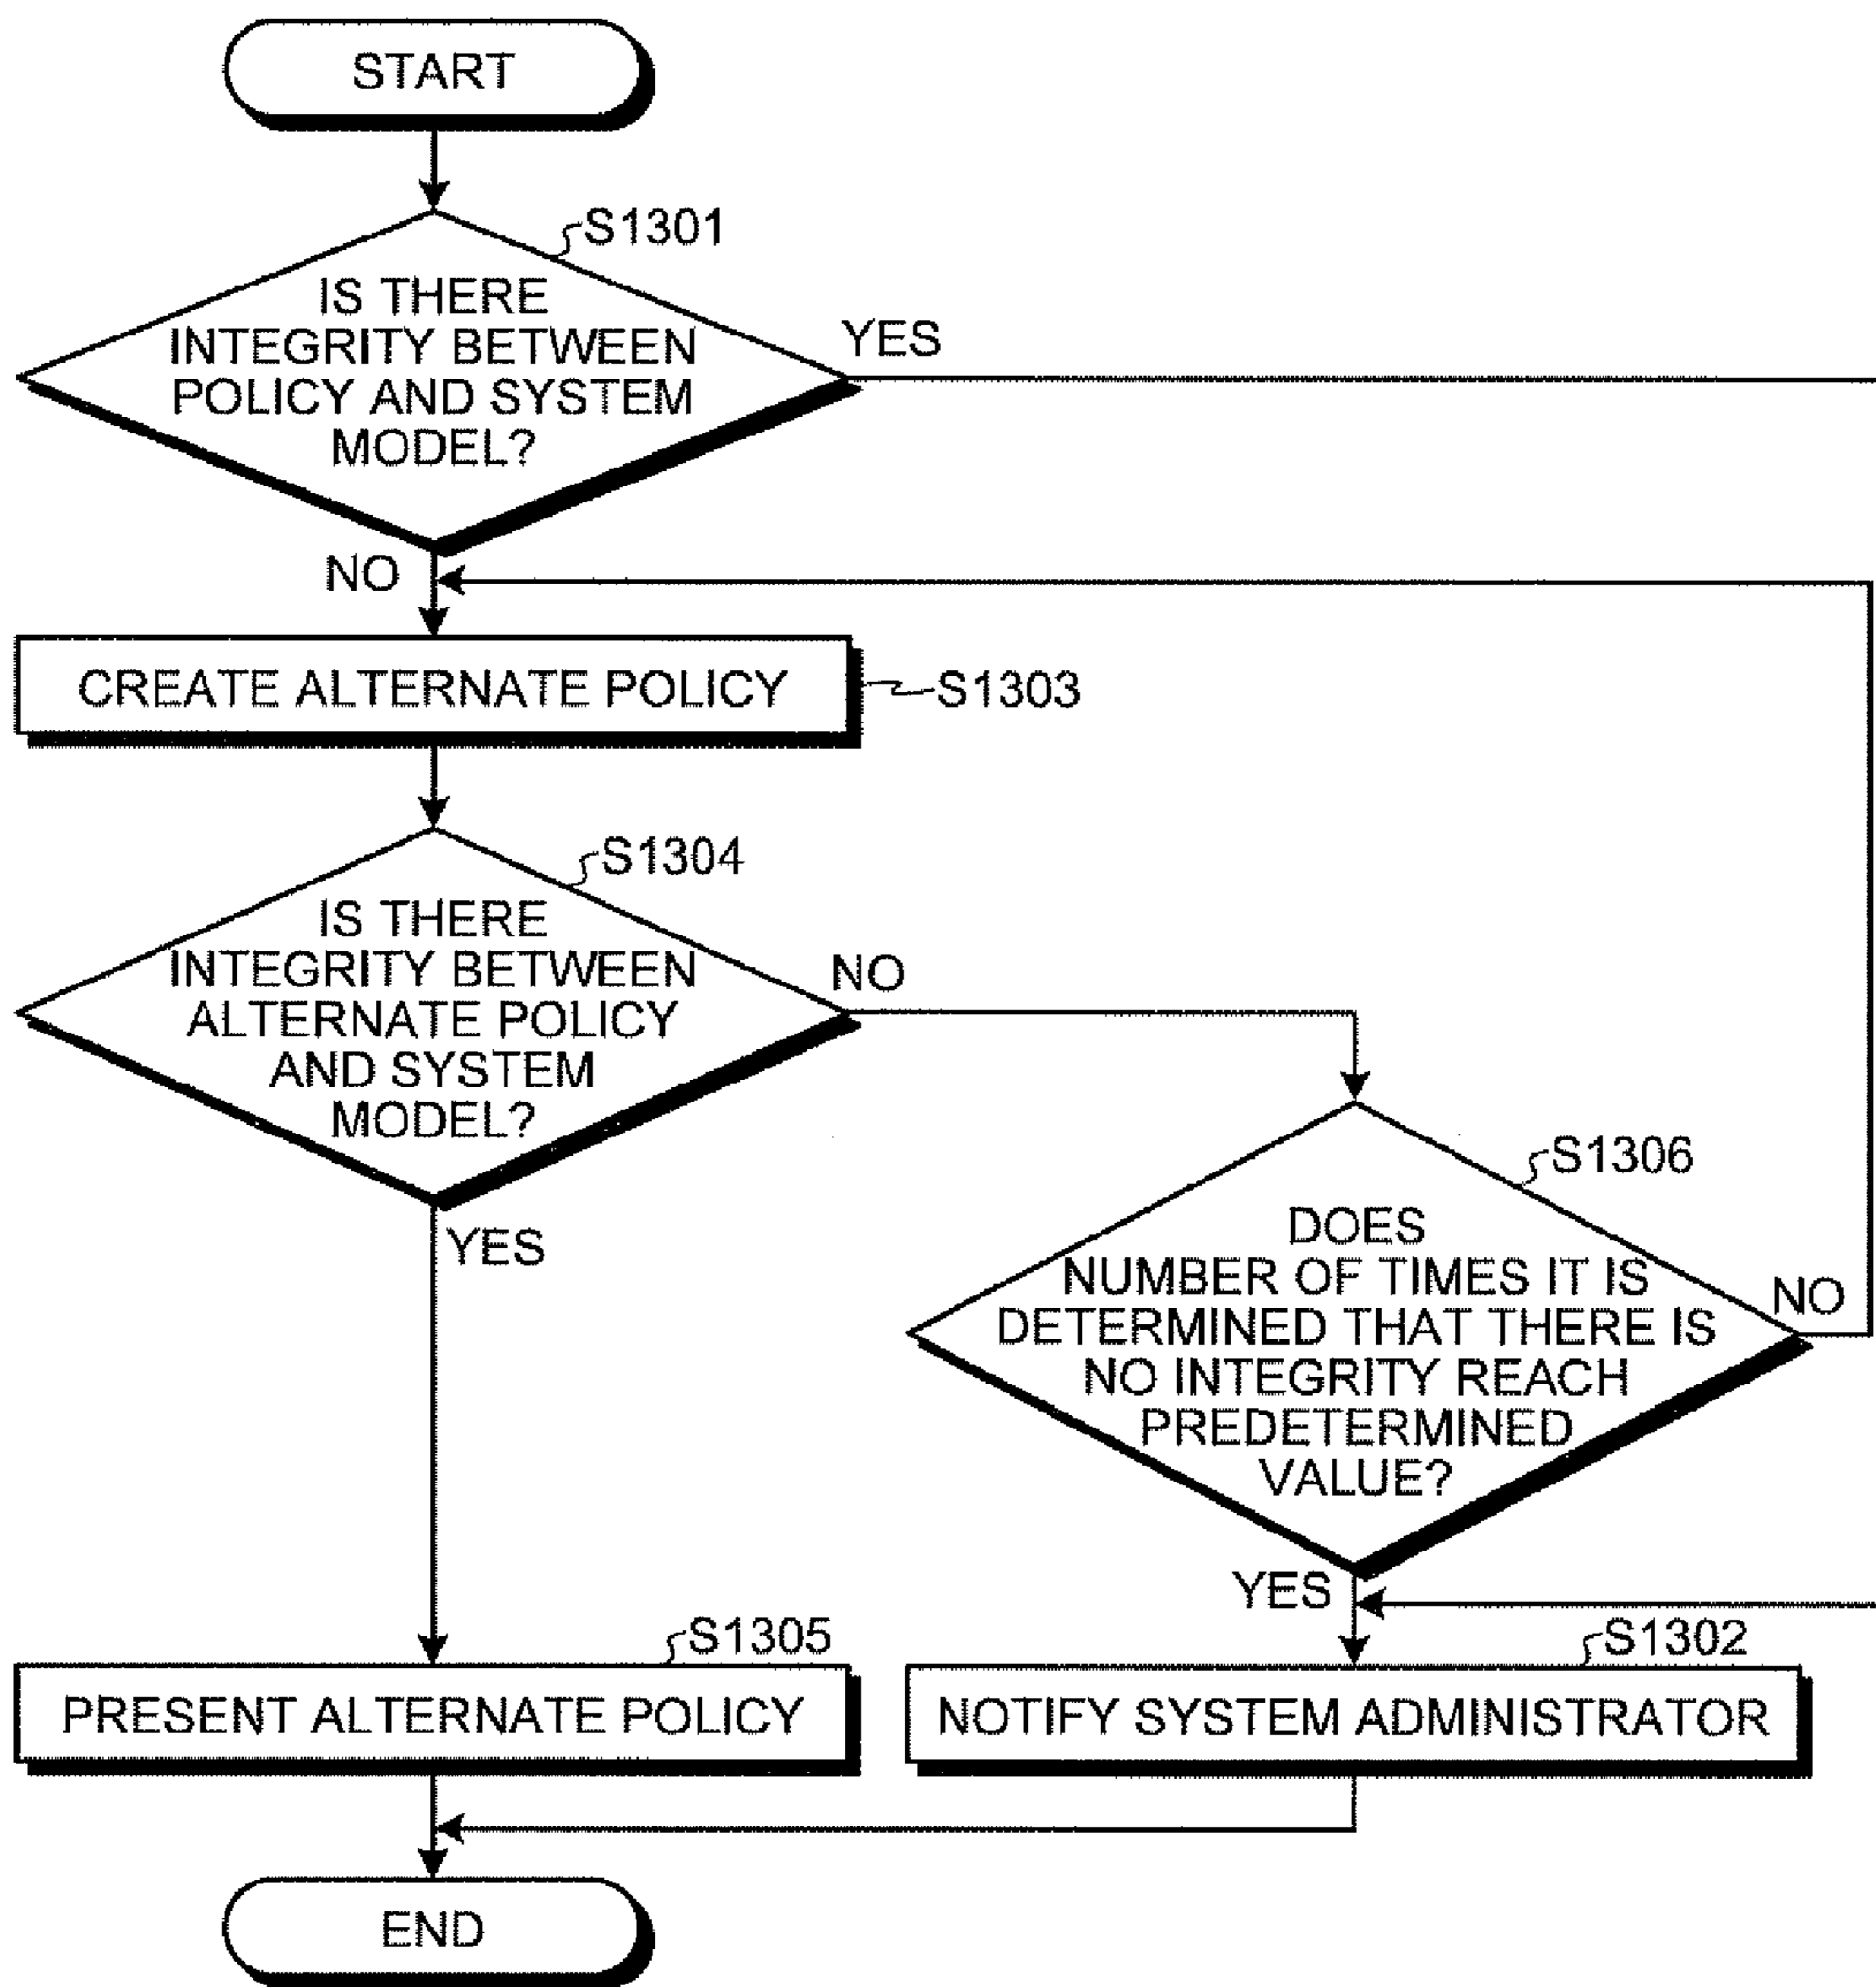 START
S1301
IS THERE
INTEGRITY BETWEEN
POLICY AND SYSTEM
MODEL?
YES
NO
CREATE ALTERNATE POLICY
S1303
S1304
IS THERE
INTEGRITY BETWEEN
ALTERNATE POLICY
AND SYSTEM
MODEL?
NO
YES
S1306
DOES
NUMBER OF TIMES IT IS
DETERMINED THAT THERE IS
NO INTEGRITY REACH
PREDETERMINED
VALUE?
NO
YES
S1305
PRESENT ALTERNATE POLICY
S1302
NOTIFY SYSTEM ADMINISTRATOR
END